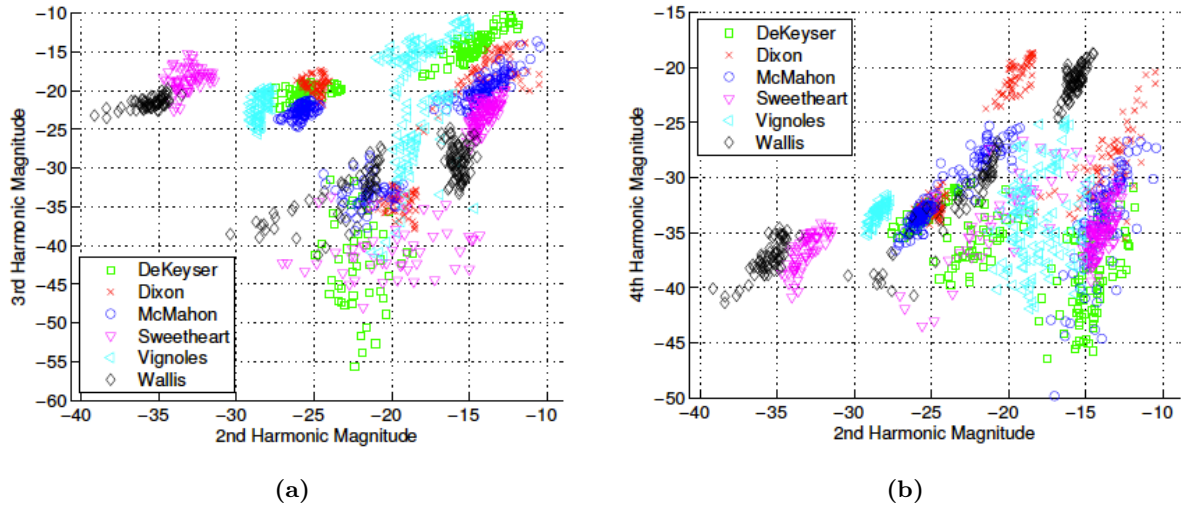 −10
−15
−20
−25
−30
−35
−40
−45
−50
−55
−60
3rd Harmonic Magnitude
DeKeyser
Dixon
McMahon
Sweetheart
Vignoles
Wallis
−40 −35 −30 −25 −20 −15 −10
2nd Harmonic Magnitude
(a)
−15
−20
−25
−30
−35
−40
−45
−50
4th Harmonic Magnitude
DeKeyser
Dixon
McMahon
Sweetheart
Vignoles
Wallis
−40 −35 −30 −25 −20 −15 −10
2nd Harmonic Magnitude
(b)